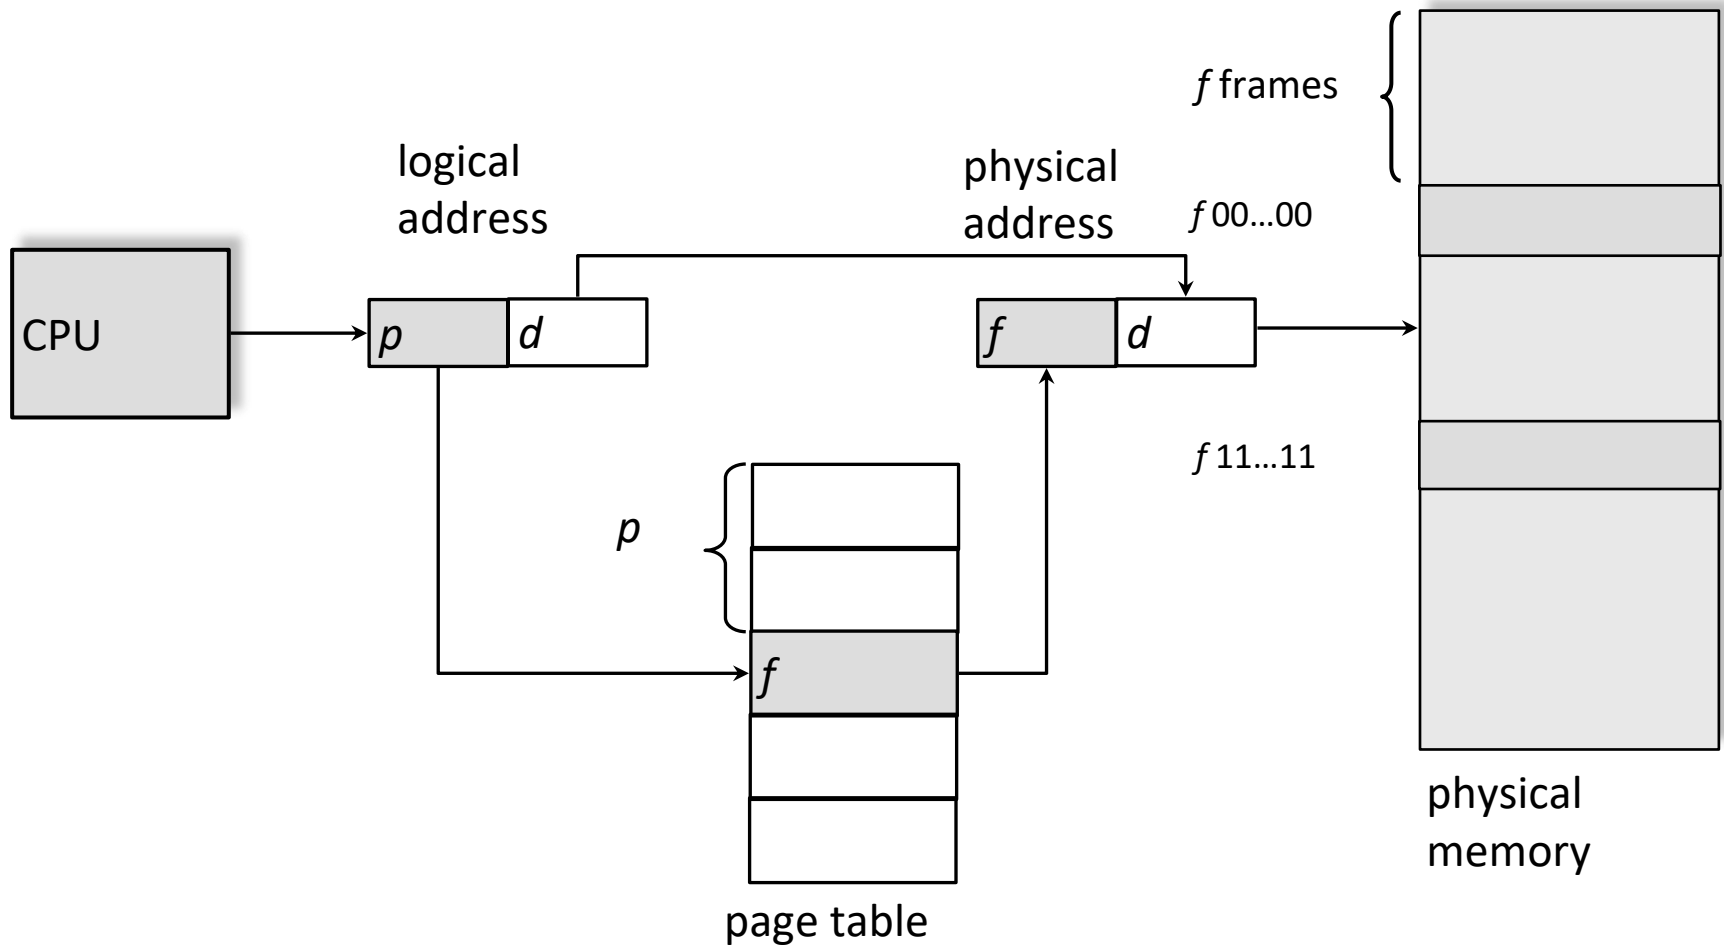 f frames
logical
address
physical
address
f 00...00
CPU
p
d
f
d
f 11...11
p
f
physical
memory
page table